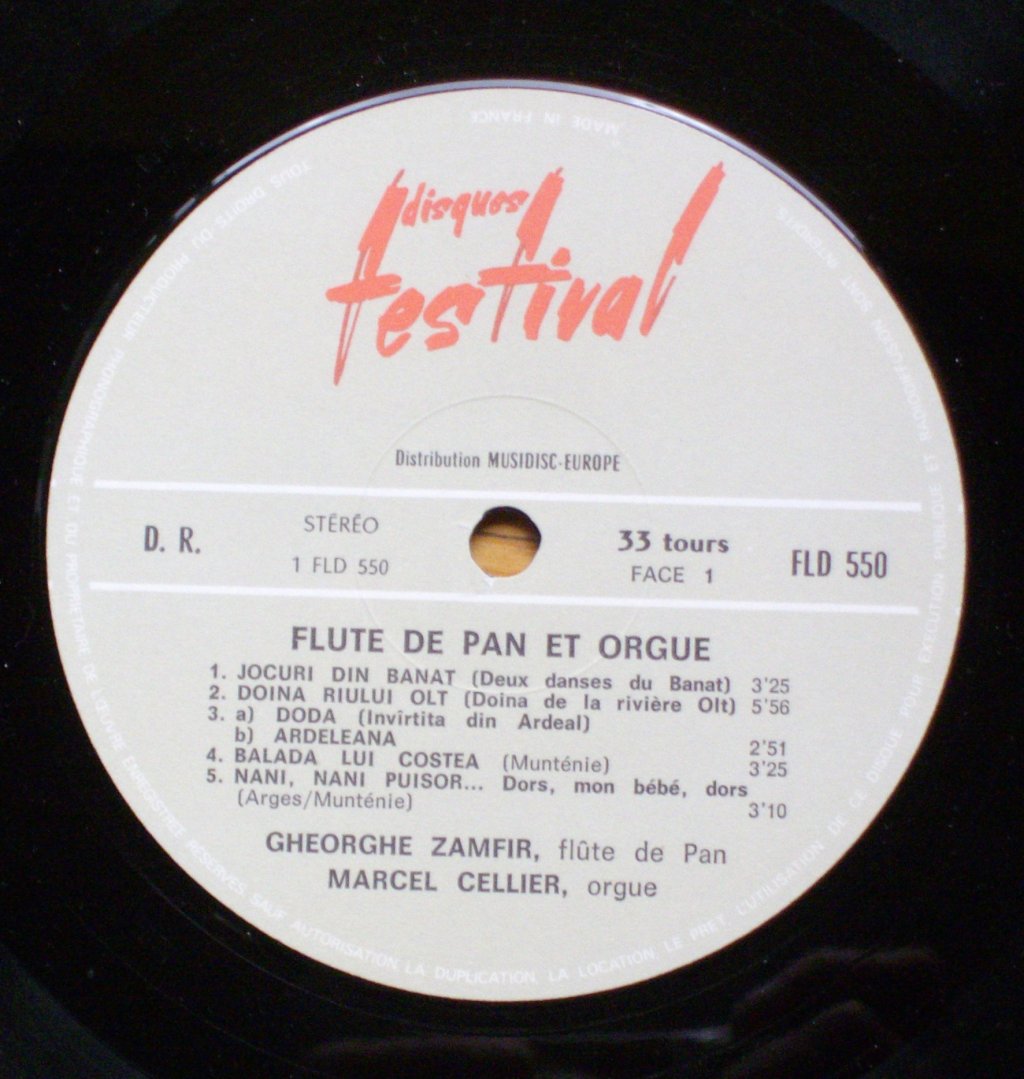 disques
festival
Distribution MUSIDISC-EUROPE
D. R.
STÉRÉO
1 FLD 550
33 tours
FACE 1
FLD 550
FLUTE DE PAN ET ORGUE
1. JOCURI DIN BANAT (Deux danses du Banat) 3'25
2. DOINA RIULUI OLT (Doina de la rivière Olt) 5'56
3. a) DODA (Invîrtita din Ardeal)
b) ARDELEANA 2'51
4. BALADA LUI COSTEA (Munténie) 3'25
5. NANI, NANI PUISOR... Dors, mon bébé, dors
(Arges/Munténie) 3'10
GHEORGHE ZAMFIR, flûte de Pan
MARCEL CELLIER, orgue
MADE IN FRANCE
TOUS DROITS DU PRODUCTEUR PHONOGRAPHIQUE ET DU PROPRIETAIRE DE L'ŒUVRE ENREGISTREE RÉSERVES. SAUF AUTORISATION LA DUPLICATION, LA LOCATION, LE PRET, L'UTILISATION DE CE DISQUE POUR EXECUTION PUBLIQUE ET RADIODIFFUSION SONT INTERDITS